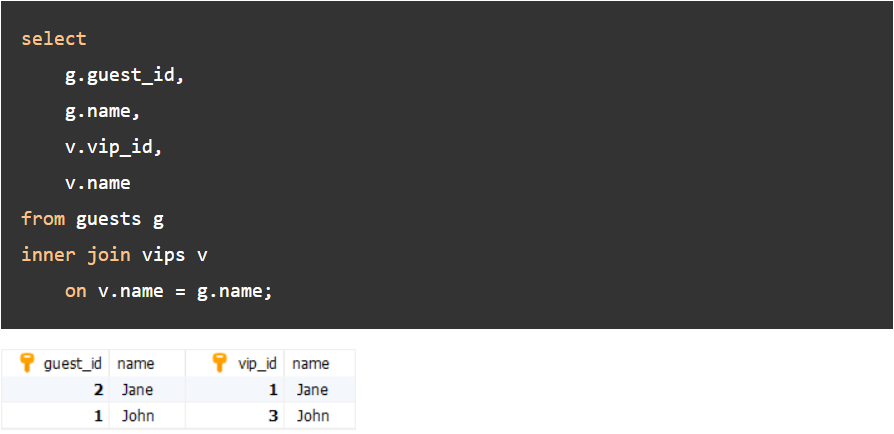 select
    g.guest_id,
    g.name,
    v.vip_id,
    v.name
from guests g
inner join vips v
    on v.name = g.name;
guest_id name vip_id name
2 Jane 1 Jane
1 John 3 John